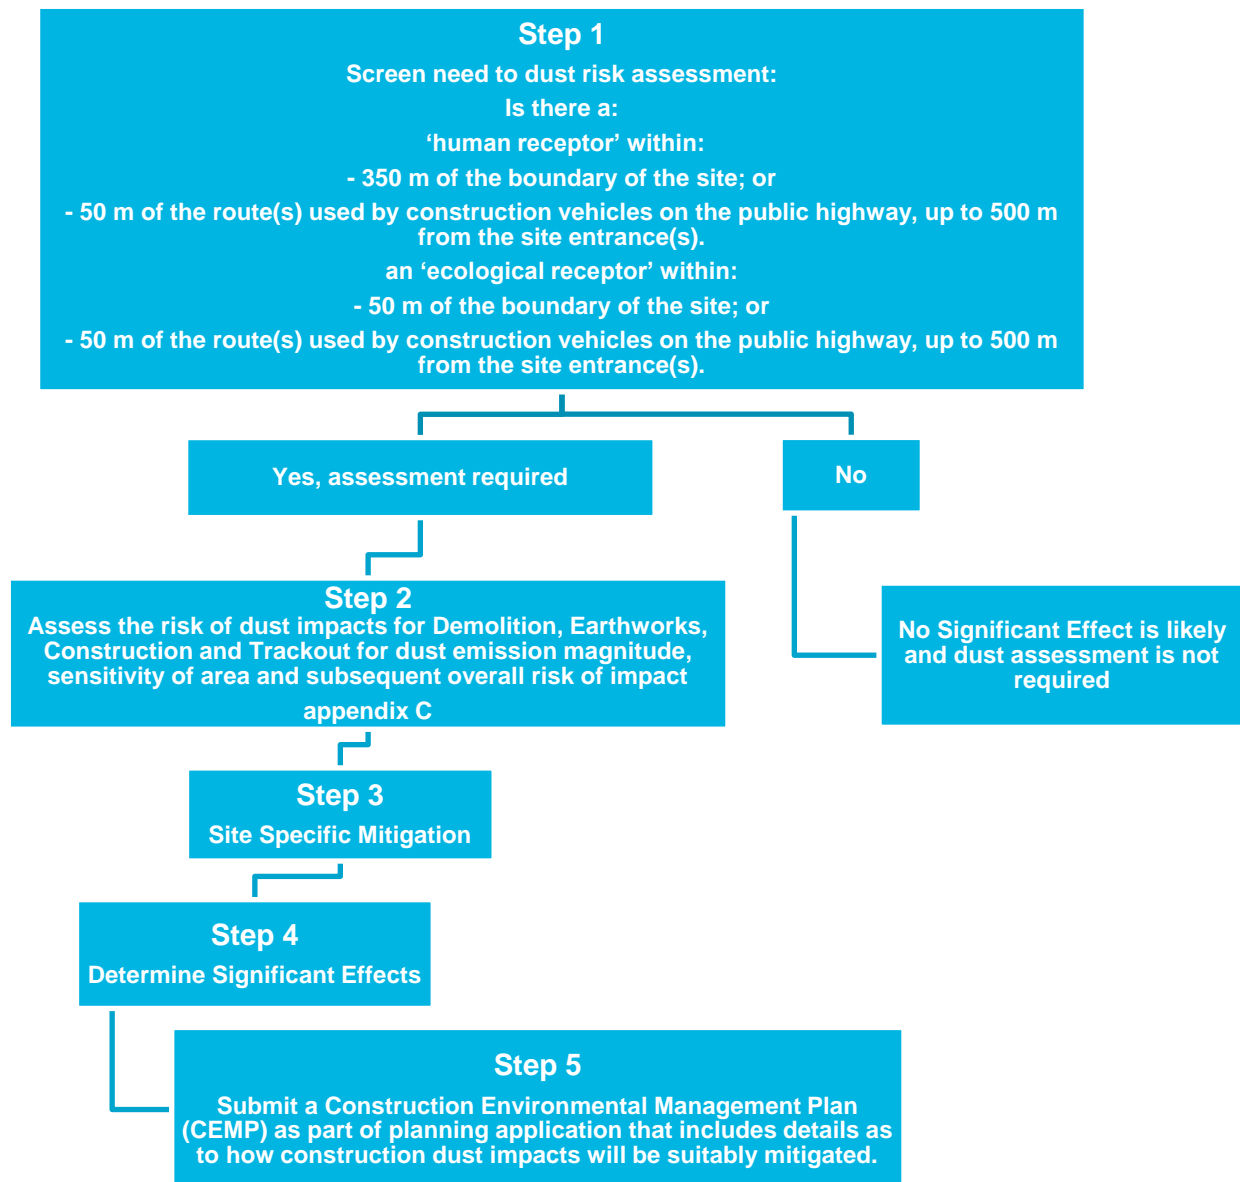 Step 1
Screen need to dust risk assessment:
Is there a:
‘human receptor’ within:
- 350 m of the boundary of the site; or
- 50 m of the route(s) used by construction vehicles on the public highway, up to 500 m
from the site entrance(s).
an ‘ecological receptor’ within:
- 50 m of the boundary of the site; or
- 50 m of the route(s) used by construction vehicles on the public highway, up to 500 m
from the site entrance(s).
Yes, assessment required
No
Step 2
Assess the risk of dust impacts for Demolition, Earthworks,
Construction and Trackout for dust emission magnitude,
sensitivity of area and subsequent overall risk of impact
appendix C
No Significant Effect is likely
and dust assessment is not
required
Step 3
Site Specific Mitigation
Step 4
Determine Significant Effects
Step 5
Submit a Construction Environmental Management Plan
(CEMP) as part of planning application that includes details as
to how construction dust impacts will be suitably mitigated.